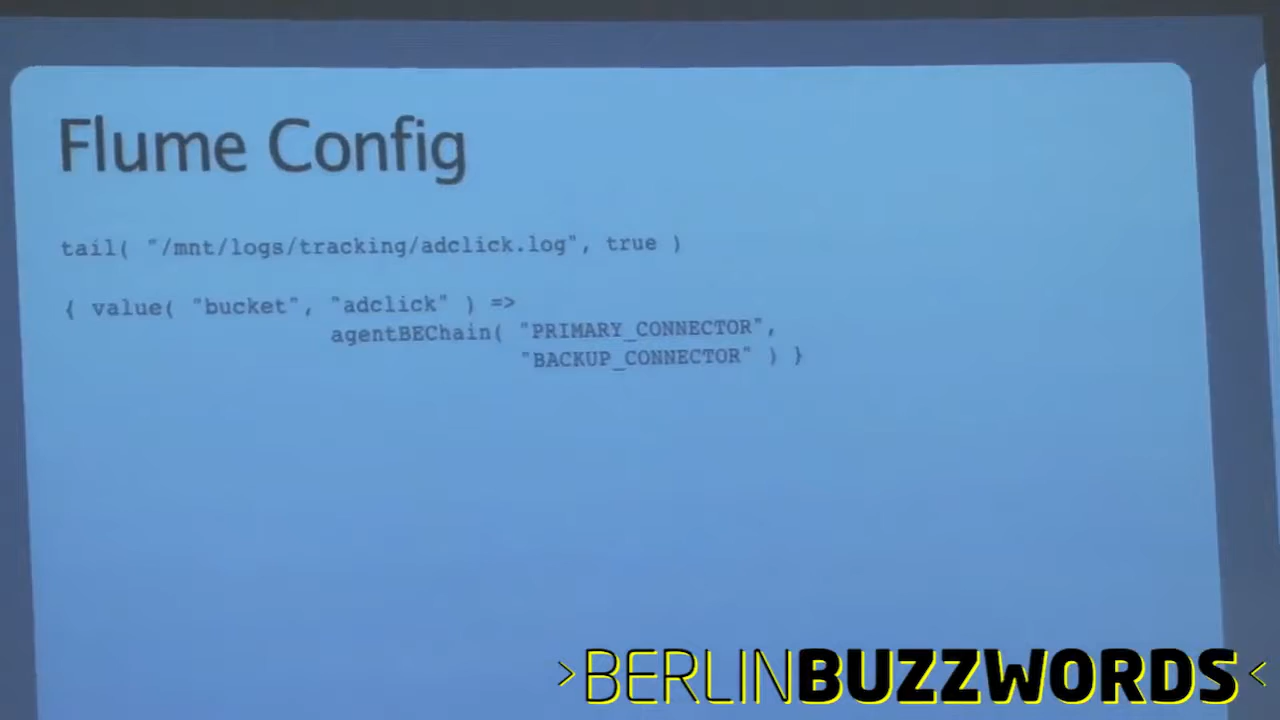 Flume Config
tail( "/mnt/logs/tracking/adclick.log", true )
{ value( "bucket", "adclick" ) =>
agentBEChain( "PRIMARY_CONNECTOR",
"BACKUP_CONNECTOR" ) }
>BERLINBUZZWORDS<